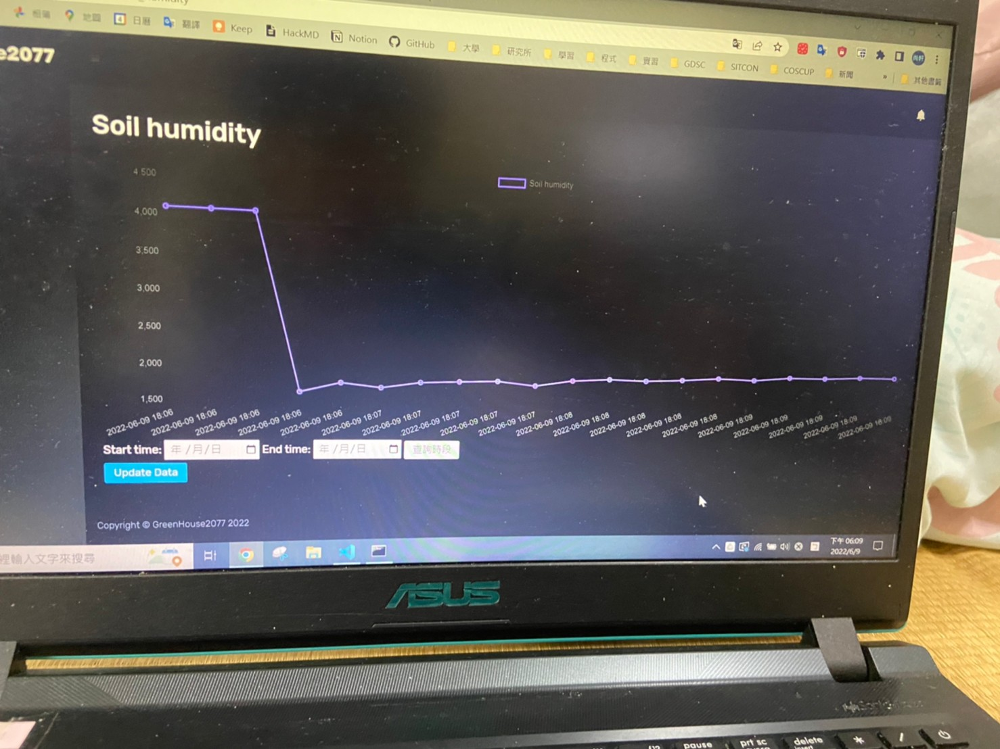 相簿 地圖 日曆 翻譯 Keep HackMD Notion GitHub 大學 研究所 學習 程式 實習 GDSC SITCON COSCUP 新聞 » 其他書籤
e2077
Soil humidity
Soil humidity
4 500
4,000
3,500
3,000
2,500
2,000
1,500
2022-06-09 18:06
2022-06-09 18:06
2022-06-09 18:06
2022-06-09 18:06
2022-06-09 18:06
2022-06-09 18:07
2022-06-09 18:07
2022-06-09 18:07
2022-06-09 18:07
2022-06-09 18:07
2022-06-09 18:08
2022-06-09 18:08
2022-06-09 18:08
2022-06-09 18:08
2022-06-09 18:08
2022-06-09 18:09
2022-06-09 18:09
2022-06-09 18:09
2022-06-09 18:09
2022-06-09 18:09
Start time: 年/月/日 End time: 年/月/日 查詢時段
Update Data
Copyright © GreenHouse2077 2022
裡輸入文字來搜尋
下午 06:09
2022/6/9
ASUS
pause prt sc delete
insert
* /